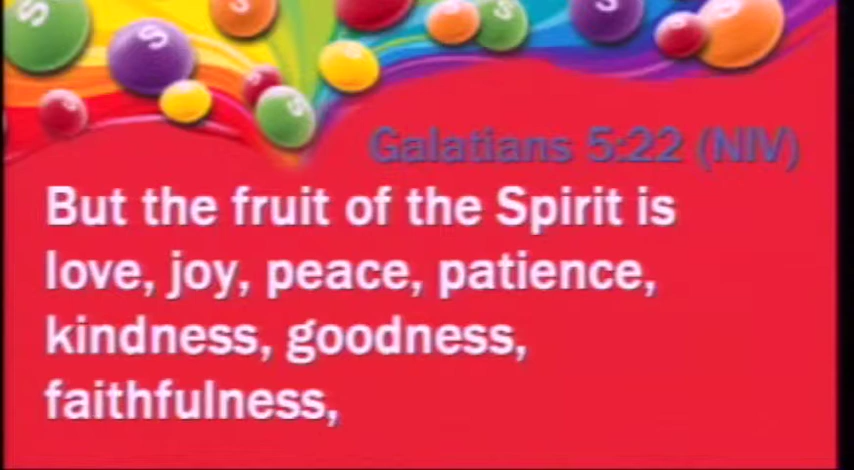 S
S
S
S
S
S
Galatians 5:22 (NIV)
But the fruit of the Spirit is
love, joy, peace, patience,
kindness, goodness,
faithfulness,